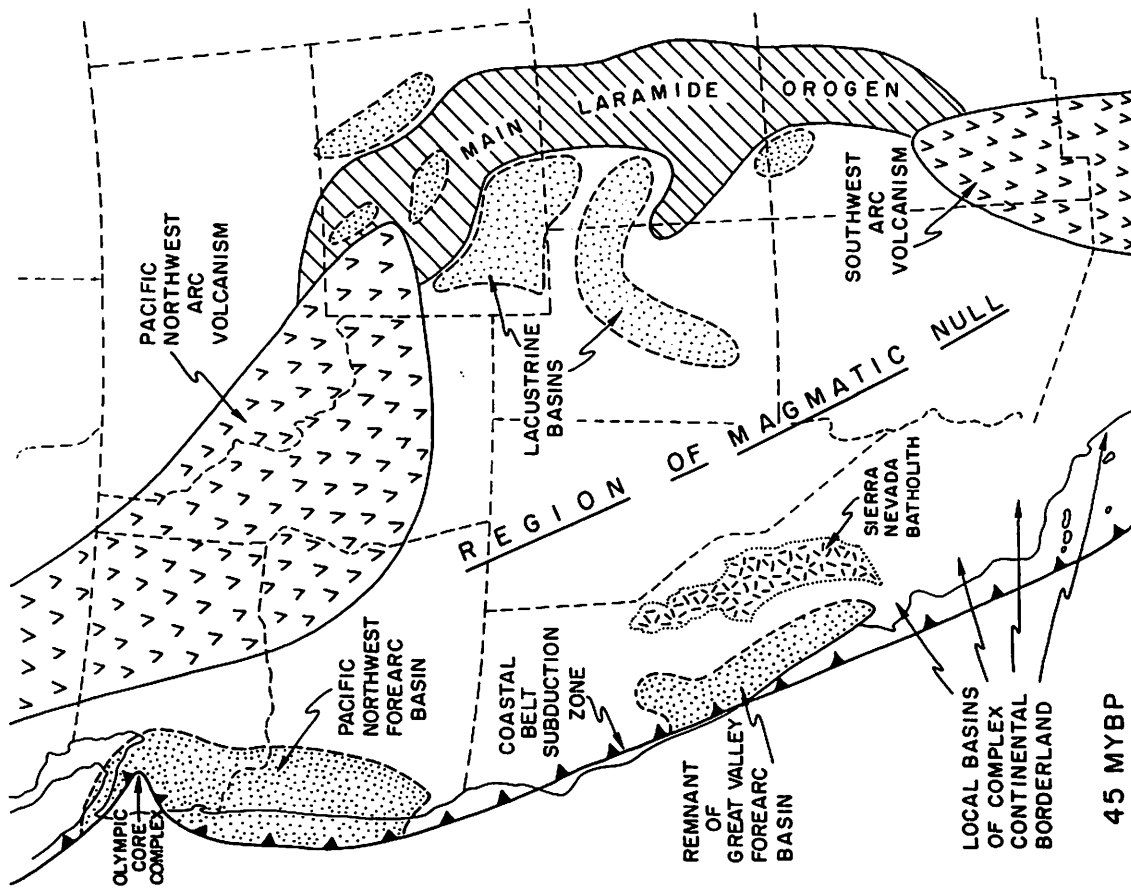 PACIFIC
NORTHWEST
ARC
VOLCANISM
MAIN
LARAMIDE
OROGEN
LACUSTRINE
BASINS
SOUTHWEST
ARC
VOLCANISM
REGION OF MAGMATIC NULL
OLYMPIC
CORE
COMPLEX
PACIFIC
NORTHWEST
FOREARC
BASIN
COASTAL
BELT
SUBDUCTION
ZONE
SIERRA
NEVADA
BATHOLITH
REMNANT
OF
GREAT VALLEY
FOREARC
BASIN
LOCAL BASINS
OF COMPLEX
CONTINENTAL
BORDERLAND
45 MYBP